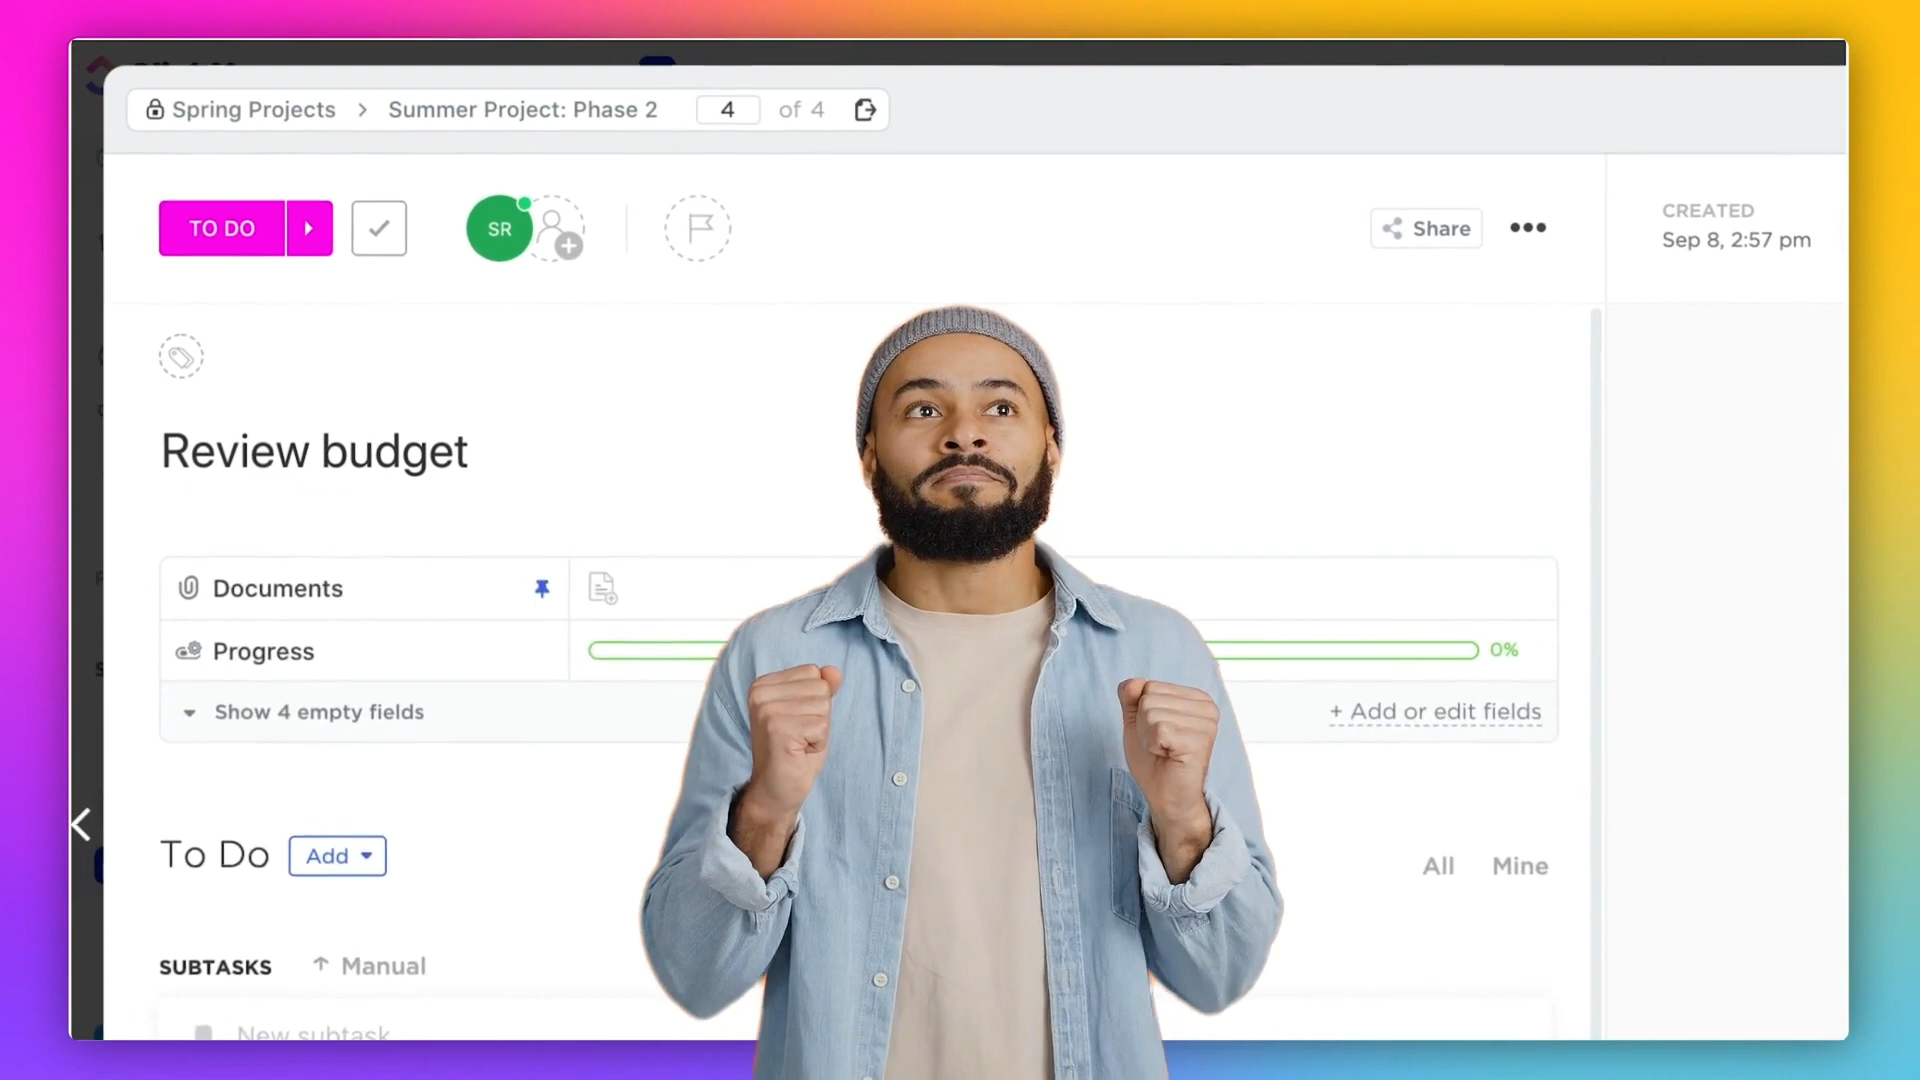 Spring Projects > Summer Project: Phase 2 4 of 4
TO DO
SR
Share
CREATED
Sep 8, 2:57 pm
Review budget
Documents
Progress
0%
Show 4 empty fields
+ Add or edit fields
To Do
Add
All
Mine
SUBTASKS
Manual
New subtask